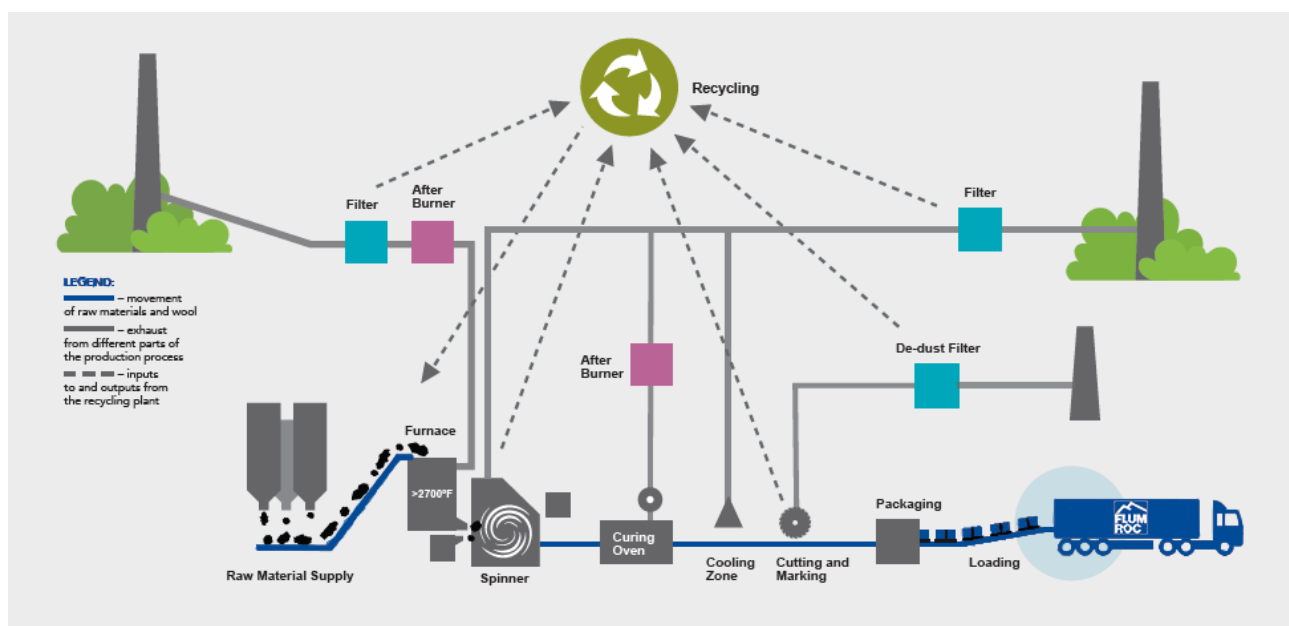 Recycling
Filter
After
Burner
Filter
LEGEND:
– movement
of raw materials and wool
– exhaust
from different parts of
the production process
– inputs
to and outputs from
the recycling plant
After
Burner
De-dust Filter
Furnace
>2700°F
Raw Material Supply
Spinner
Curing
Oven
Cooling
Zone
Cutting and
Marking
Packaging
Loading
FLUM
ROC